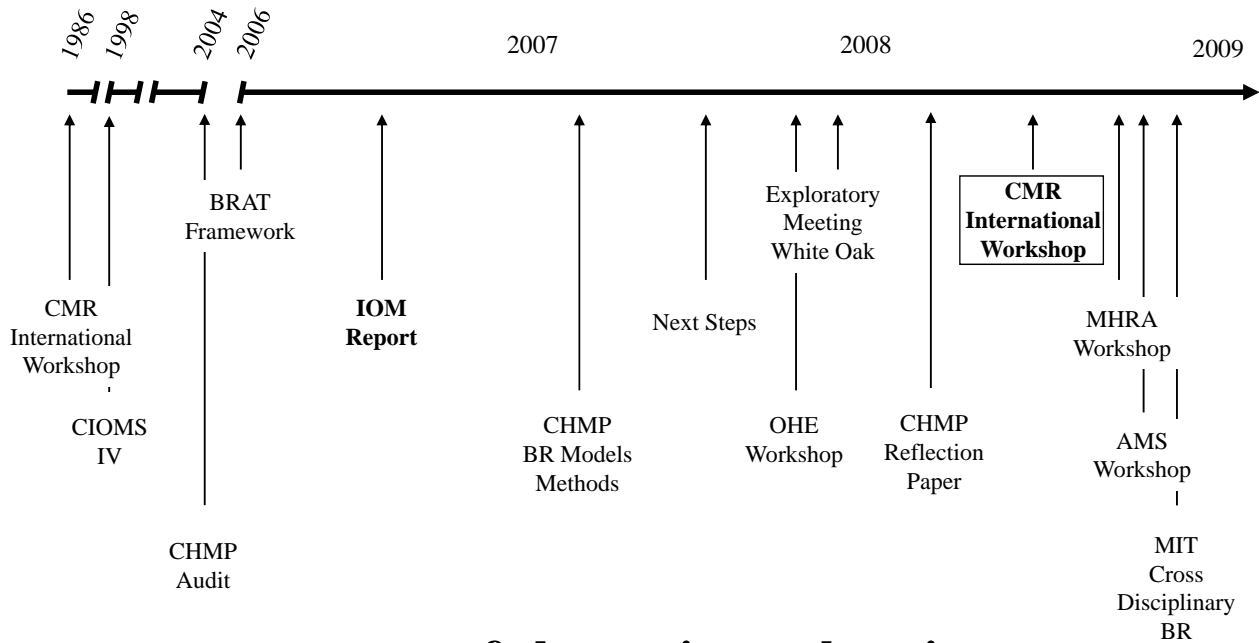 1986
1998
2004
2006
2007
2008
2009
BRAT
Framework
Exploratory
Meeting
White Oak
CMR
International
Workshop
CMR
International
Workshop
IOM
Report
Next Steps
MHRA
Workshop
CIOMS
IV
CHMP
BR Models
Methods
OHE
Workshop
CHMP
Reflection
Paper
AMS
Workshop
CHMP
Audit
MIT
Cross
Disciplinary
BR